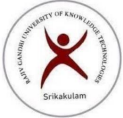 RAJIV GANDHI UNIVERSITY OF KNOWLEDGE TECHNOLOGIES
Srikakulam